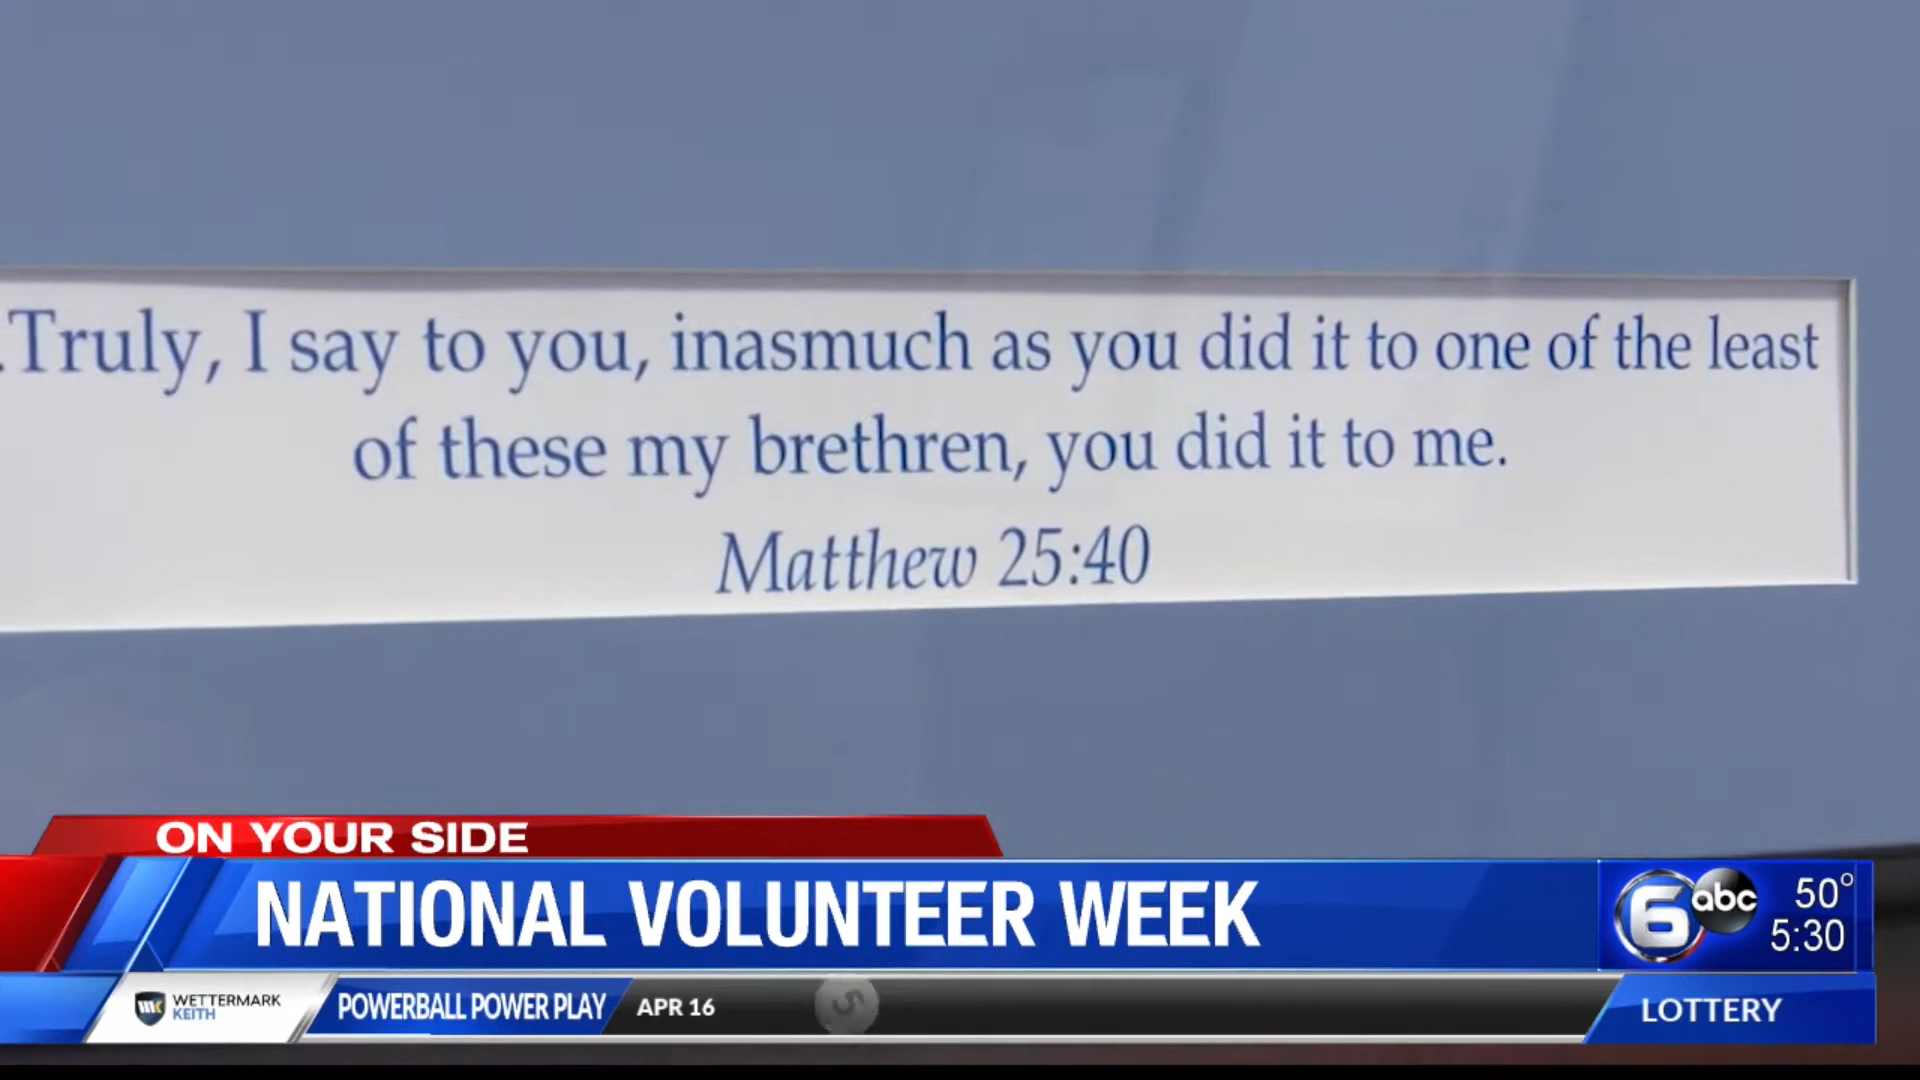 .Truly, I say to you, inasmuch as you did it to one of the least
of these my brethren, you did it to me.
Matthew 25:40
ON YOUR SIDE
NATIONAL VOLUNTEER WEEK
6 abc
50°
5:30
WETTERMARK
KEITH
POWERBALL POWER PLAY
APR 16
LOTTERY